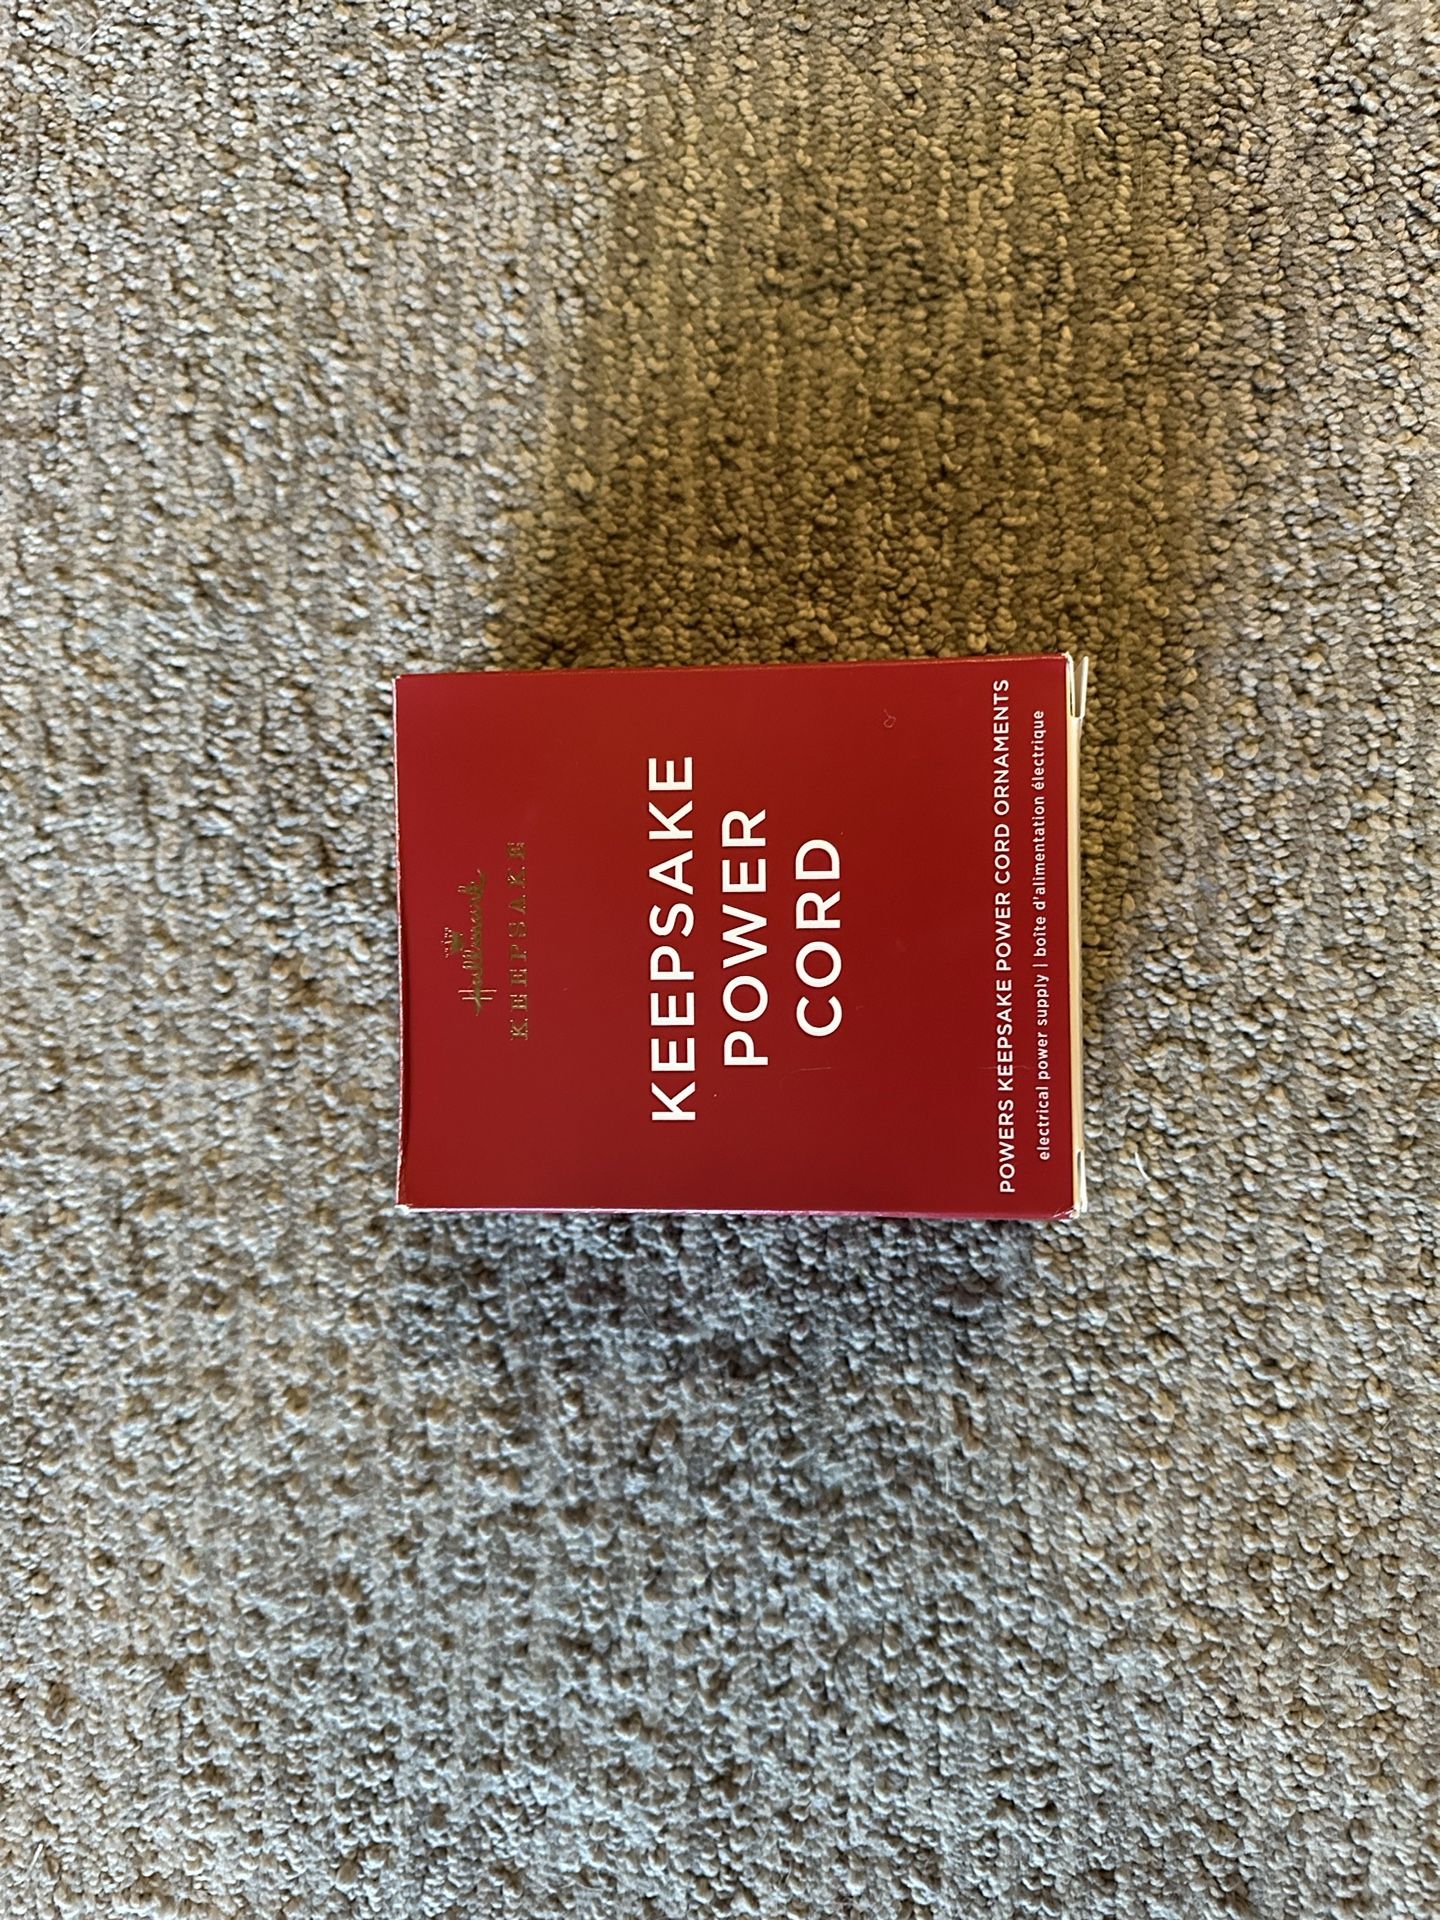 Hallmark
KEEPSAKE
KEEPSAKE
POWER
CORD
POWERS KEEPSAKE POWER CORD ORNAMENTS
electrical power supply | boîte d'alimentation électrique